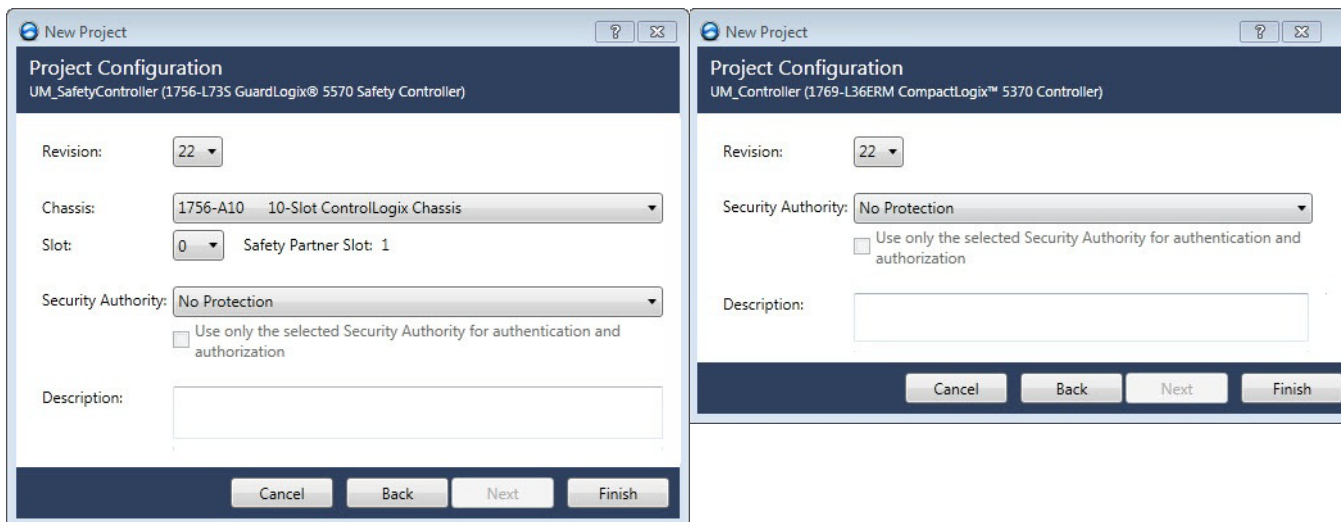 New Project
Project Configuration
UM_SafetyController (1756-L73S GuardLogix® 5570 Safety Controller)
Revision:
22
Chassis:
1756-A10 10-Slot ControlLogix Chassis
Slot:
0
Safety Partner Slot: 1
Security Authority:
No Protection
Use only the selected Security Authority for authentication and
authorization
Description:
Cancel
Back
Next
Finish
New Project
Project Configuration
UM_Controller (1769-L36ERM CompactLogix™ 5370 Controller)
Revision:
22
Security Authority:
No Protection
Use only the selected Security Authority for authentication and
authorization
Description:
Cancel
Back
Next
Finish